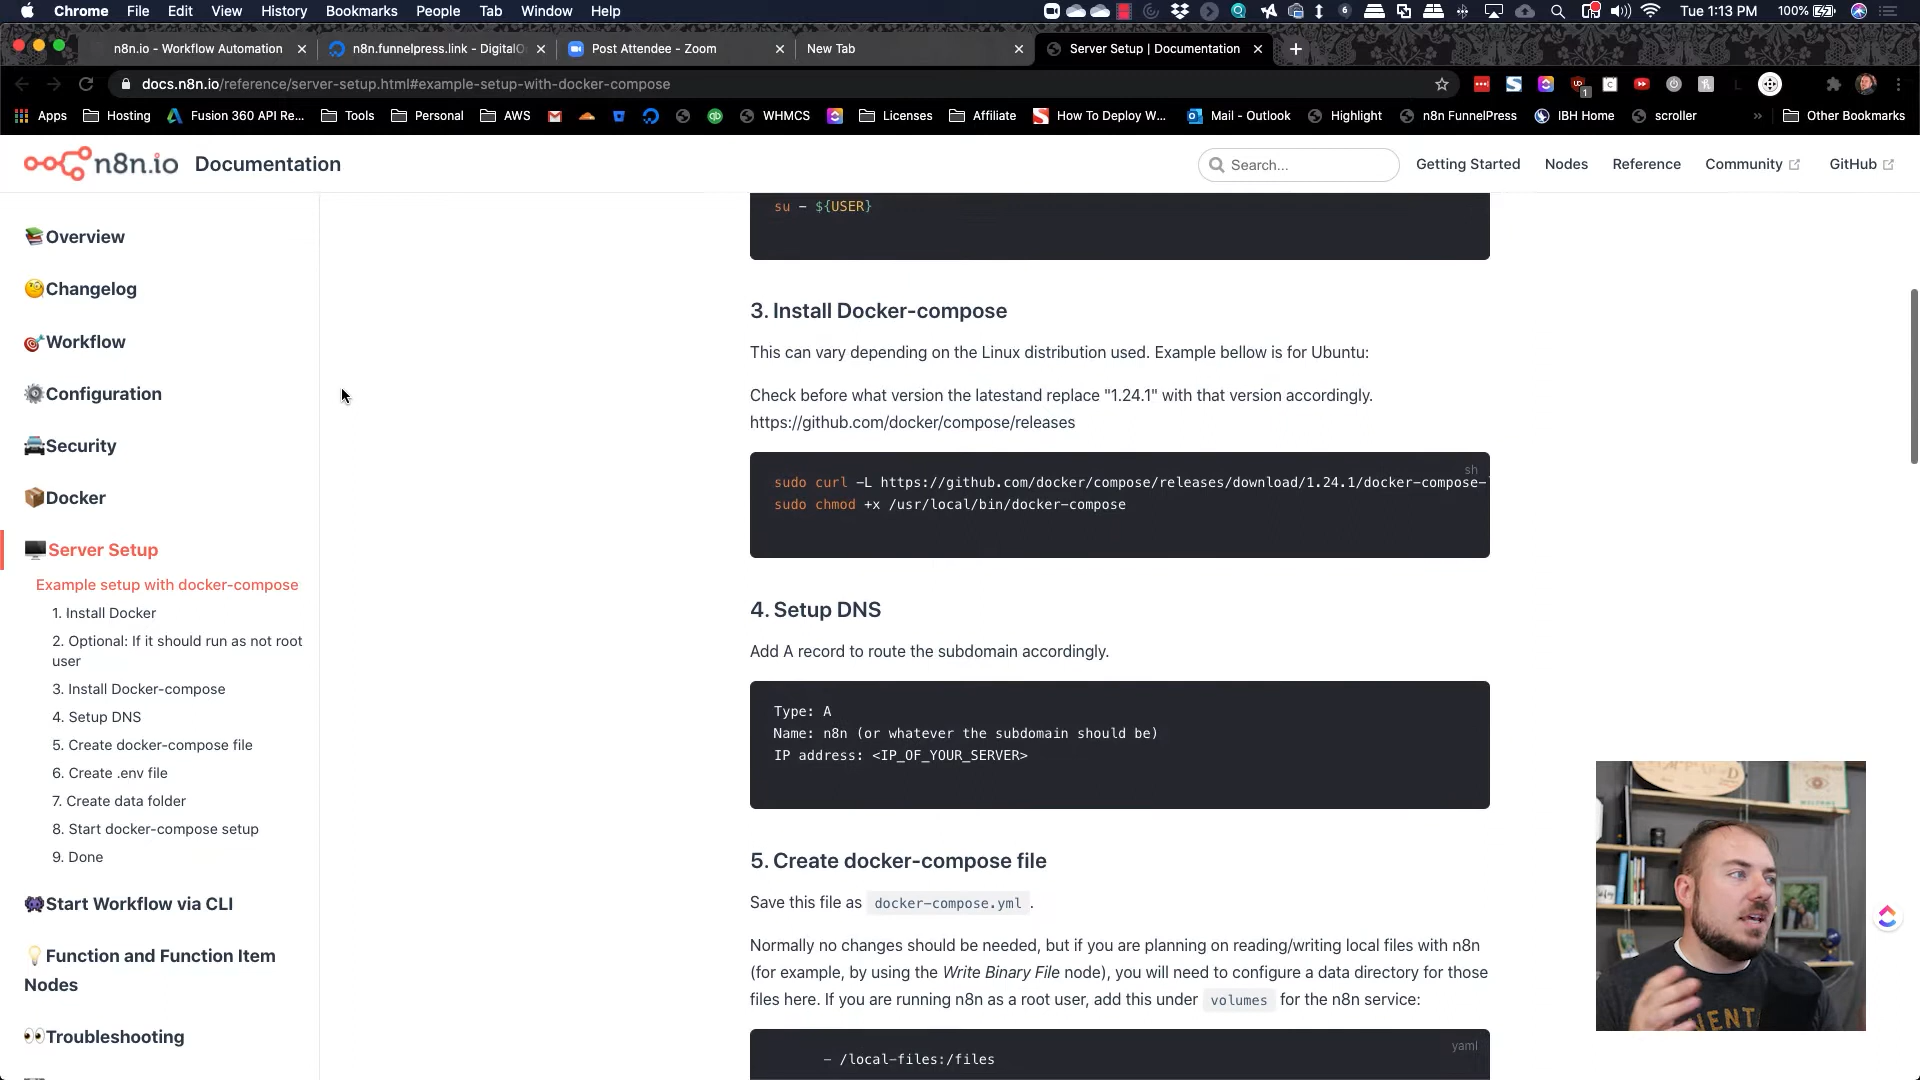 Chrome File Edit View History Bookmarks People Tab Window Help
Tue 1:13 PM
100%
n8n.io - Workflow Automation
n8n.funnelpress.link - DigitalO
Post Attendee - Zoom
New Tab
Server Setup | Documentation
docs.n8n.io/reference/server-setup.html#example-setup-with-docker-compose
Apps Hosting Fusion 360 API Re... Tools Personal AWS WHMCS Licenses Affiliate How To Deploy W... Mail - Outlook Highlight n8n FunnelPress IBH Home scroller » Other Bookmarks
n8n.io Documentation
Search... Getting Started Nodes Reference Community GitHub
Overview
Changelog
Workflow
Configuration
Security
Docker
Server Setup
Example setup with docker-compose
1. Install Docker
2. Optional: If it should run as not root
user
3. Install Docker-compose
4. Setup DNS
5. Create docker-compose file
6. Create .env file
7. Create data folder
8. Start docker-compose setup
9. Done
Start Workflow via CLI
Function and Function Item
Nodes
Troubleshooting
su - ${USER}
3. Install Docker-compose
This can vary depending on the Linux distribution used. Example bellow is for Ubuntu:
Check before what version the latestand replace "1.24.1" with that version accordingly.
https://github.com/docker/compose/releases
sh
sudo curl -L https://github.com/docker/compose/releases/download/1.24.1/docker-compose-
sudo chmod +x /usr/local/bin/docker-compose
4. Setup DNS
Add A record to route the subdomain accordingly.
Type: A
Name: n8n (or whatever the subdomain should be)
IP address: <IP_OF_YOUR_SERVER>
5. Create docker-compose file
Save this file as docker-compose.yml .
Normally no changes should be needed, but if you are planning on reading/writing local files with n8n
(for example, by using the Write Binary File node), you will need to configure a data directory for those
files here. If you are running n8n as a root user, add this under volumes for the n8n service:
yaml
- /local-files:/files